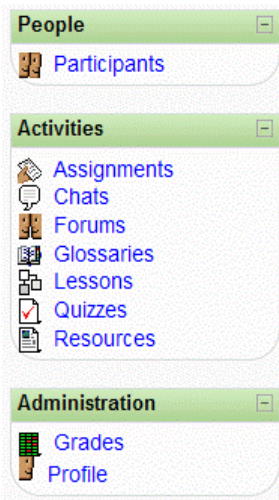 People
Participants
Activities
Assignments
Chats
Forums
Glossaries
Lessons
Quizzes
Resources
Administration
Grades
Profile